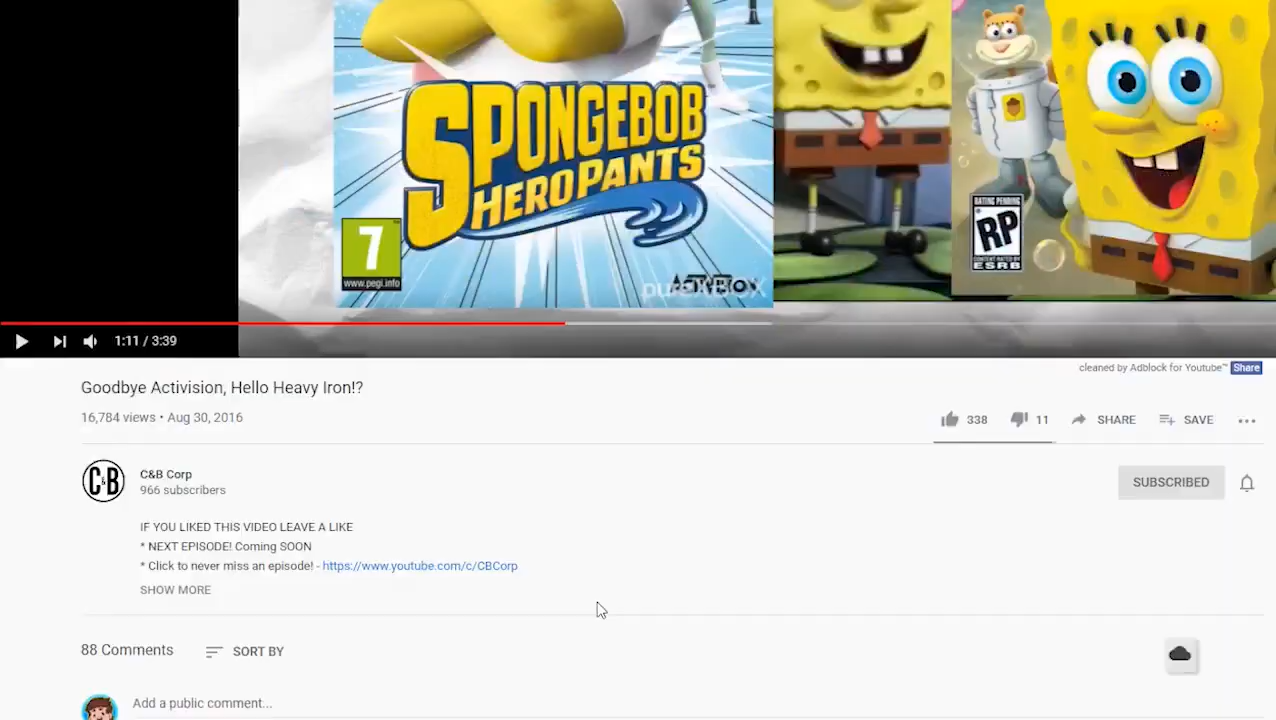 SPONGEBOB
HEROPANTS
7
www.pegi.info
ACTIVISION
pureXBOX
RATING PENDING
RP
CONTENT RATED BY
ESRB
1:11 / 3:39
cleaned by Adblock for Youtube™ Share
Goodbye Activision, Hello Heavy Iron!?
16,784 views • Aug 30, 2016
338 11 SHARE SAVE
C&B
C&B Corp
966 subscribers
SUBSCRIBED
IF YOU LIKED THIS VIDEO LEAVE A LIKE
* NEXT EPISODE! Coming SOON
* Click to never miss an episode! - https://www.youtube.com/c/CBCorp
SHOW MORE
88 Comments SORT BY
Add a public comment...